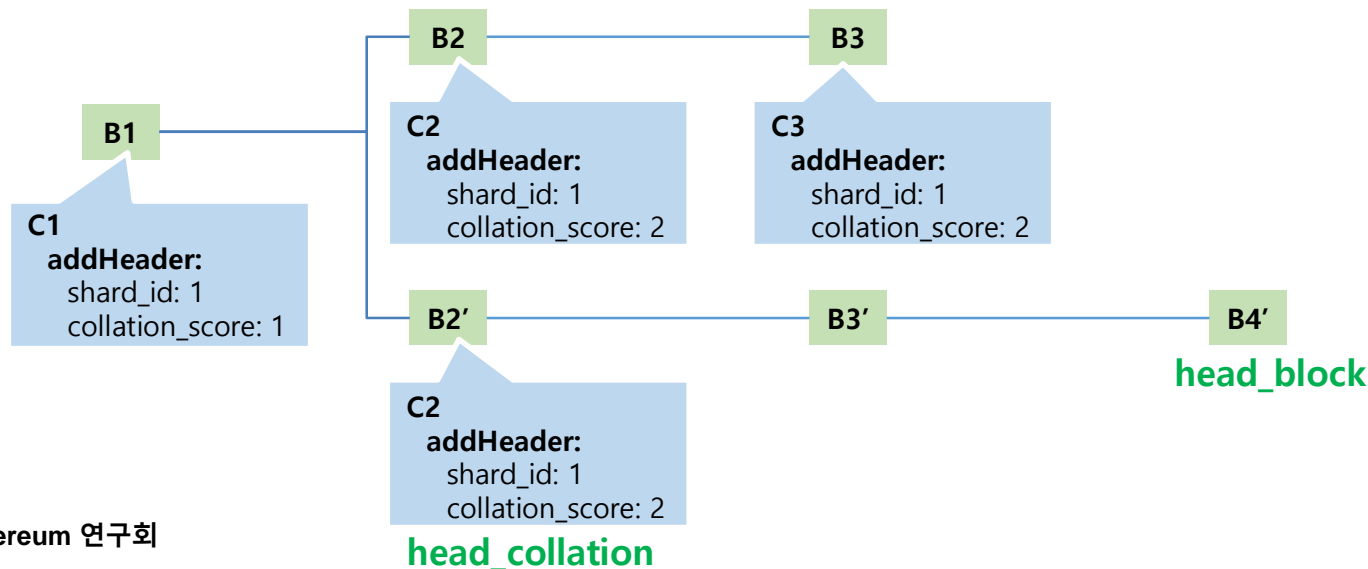 B2
B3
B1
C2
addHeader:
shard_id: 1
collation_score: 2
C3
addHeader:
shard_id: 1
collation_score: 2
C1
addHeader:
shard_id: 1
collation_score: 1
B2’
B3’
B4’
head_block
C2
addHeader:
shard_id: 1
collation_score: 2
ereum 연구회
head_collation